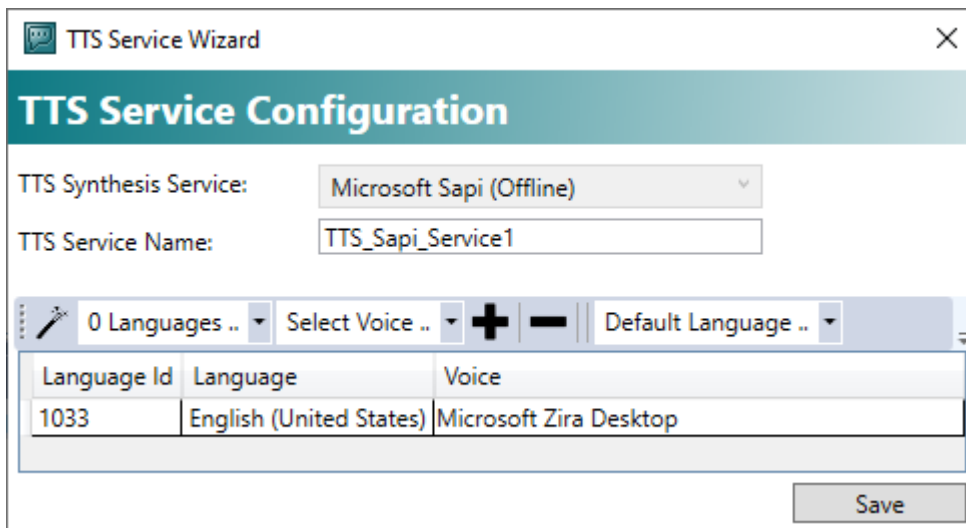 TTS Service Wizard
TTS Service Configuration
TTS Synthesis Service: Microsoft Sapi (Offline)
TTS Service Name: TTS_Sapi_Service1
0 Languages .. Select Voice .. Default Language ..
Language Id Language Voice
1033 English (United States) Microsoft Zira Desktop
Save